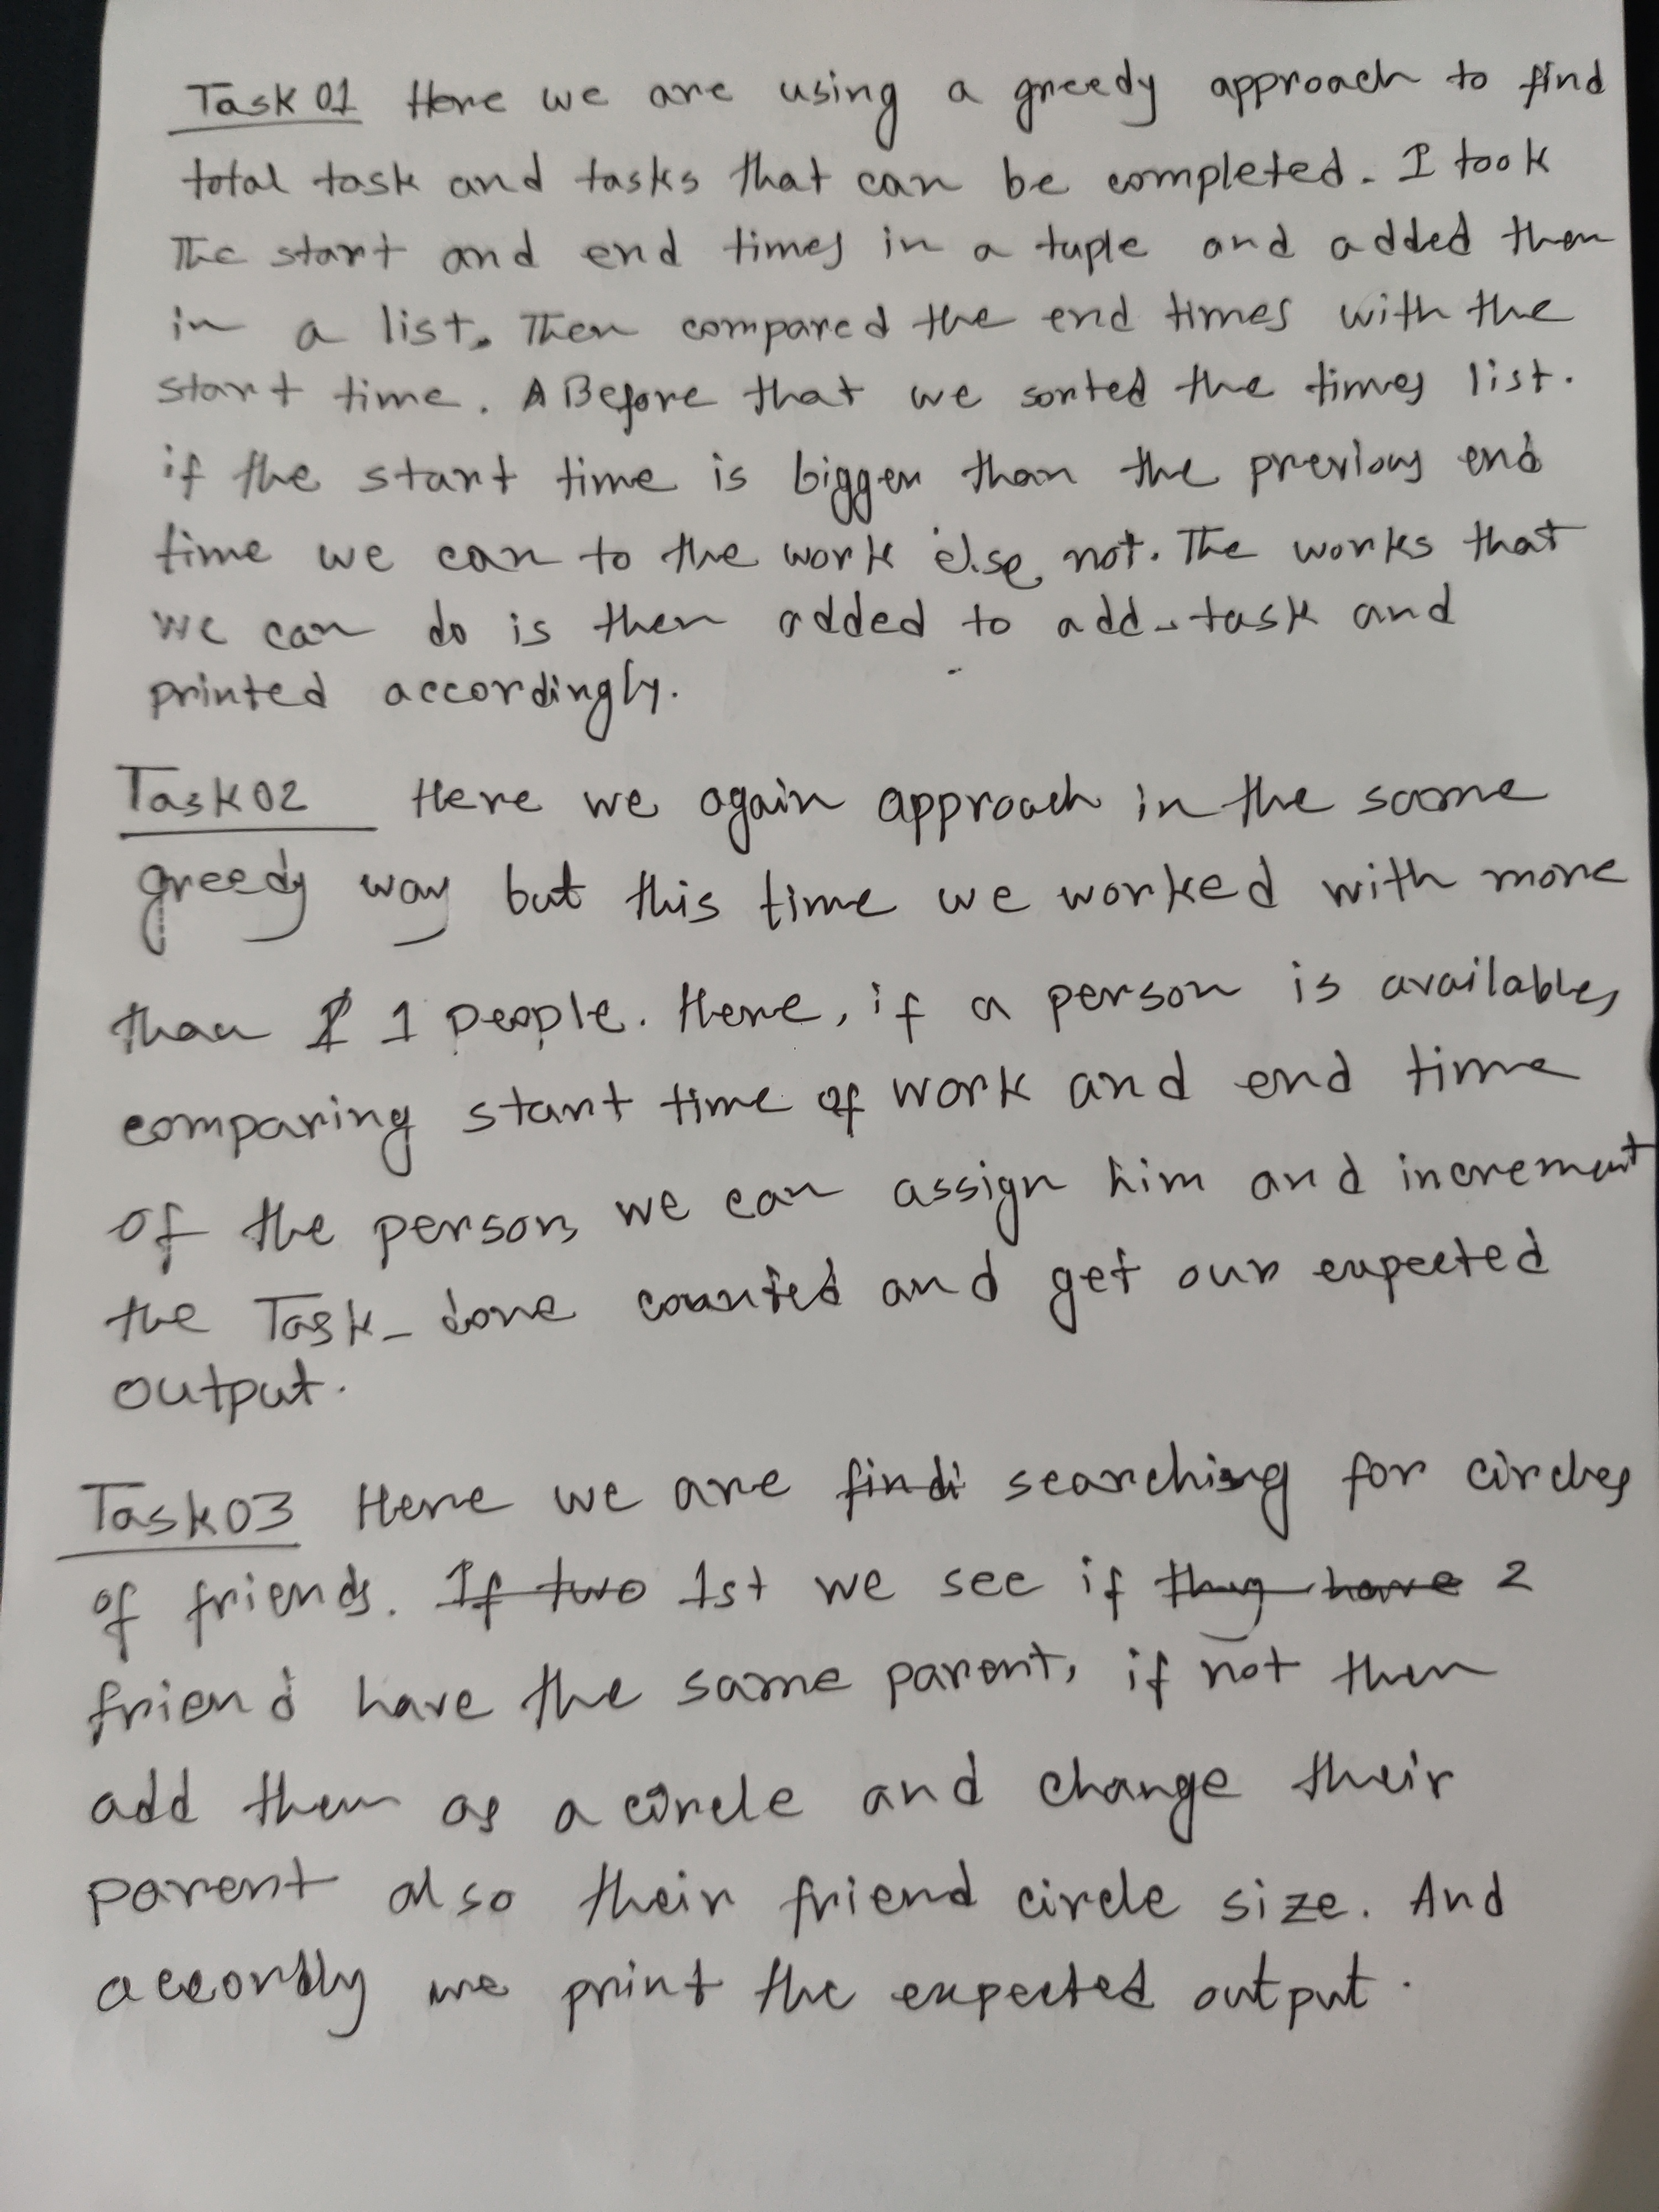 Task 01 Here we are using a greedy approach to find
total task and tasks that can be completed. I took
The start and end times in a tuple and added them
in a list. Then compared the end times with the
start time. A Before that we sorted the times list.
if the start time is bigger than the previous end
time we can to the work else not. The works that
we can do is then added to add_task and
printed accordingly.
Task 02 Here we again approach in the same
greedy way but this time we worked with more
than 1 people. Here, if a person is available,
comparing start time of work and end time
of the person, we can assign him and increment
the Task_done counted and get our expected
output.
Task 03 Here we are findi searching for circles
of friends. If two 1st we see if they have 2
friend have the same parent, if not then
add them as a circle and change their
parent also their friend circle size. And
accordly we print the expected output.